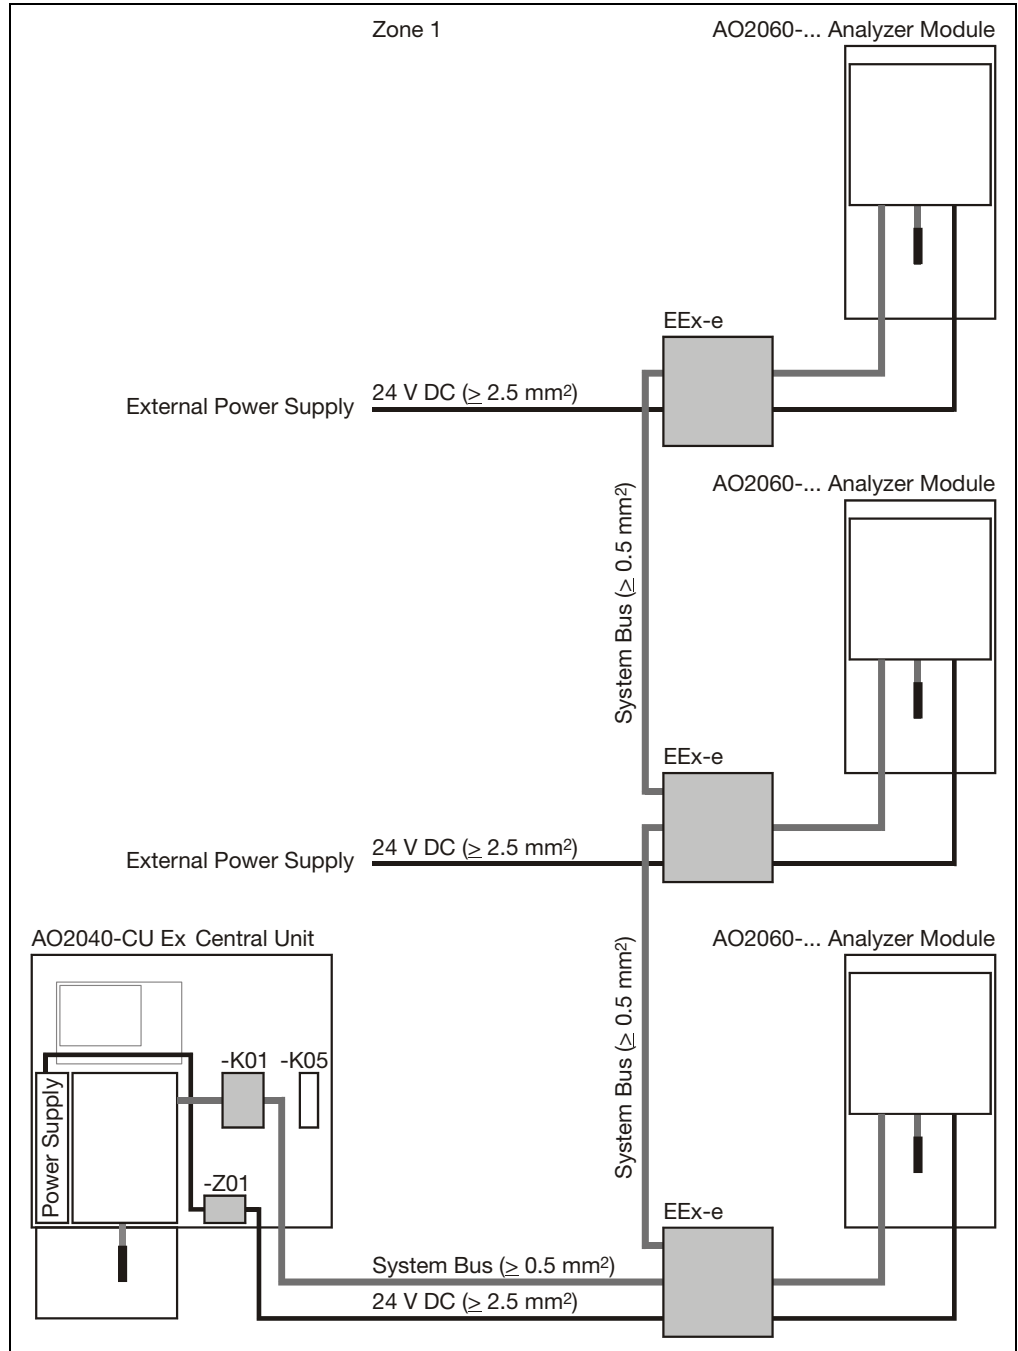 Zone 1
AO2060-... Analyzer Module
EEx-e
24 V DC (≥ 2.5 mm²)
External Power Supply
System Bus (≥ 0.5 mm²)
AO2060-... Analyzer Module
EEx-e
24 V DC (≥ 2.5 mm²)
External Power Supply
AO2040-CU Ex Central Unit
System Bus (≥ 0.5 mm²)
AO2060-... Analyzer Module
-K01
-K05
Power Supply
-Z01
EEx-e
System Bus (≥ 0.5 mm²)
24 V DC (≥ 2.5 mm²)